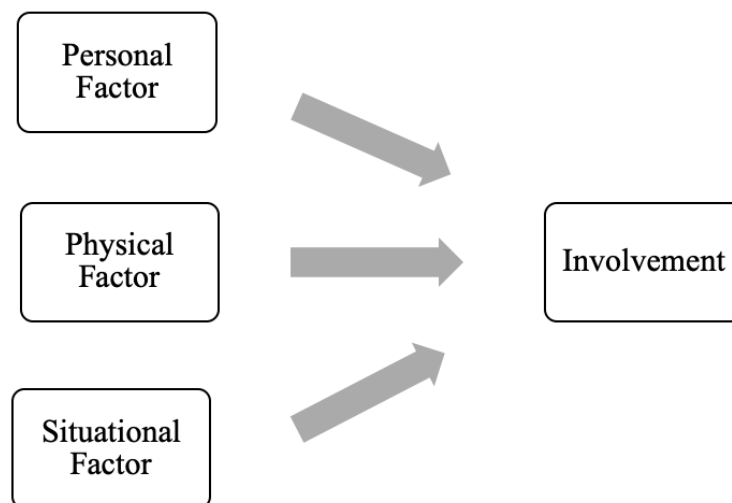 Personal
Factor
Physical
Factor
Involvement
Situational
Factor